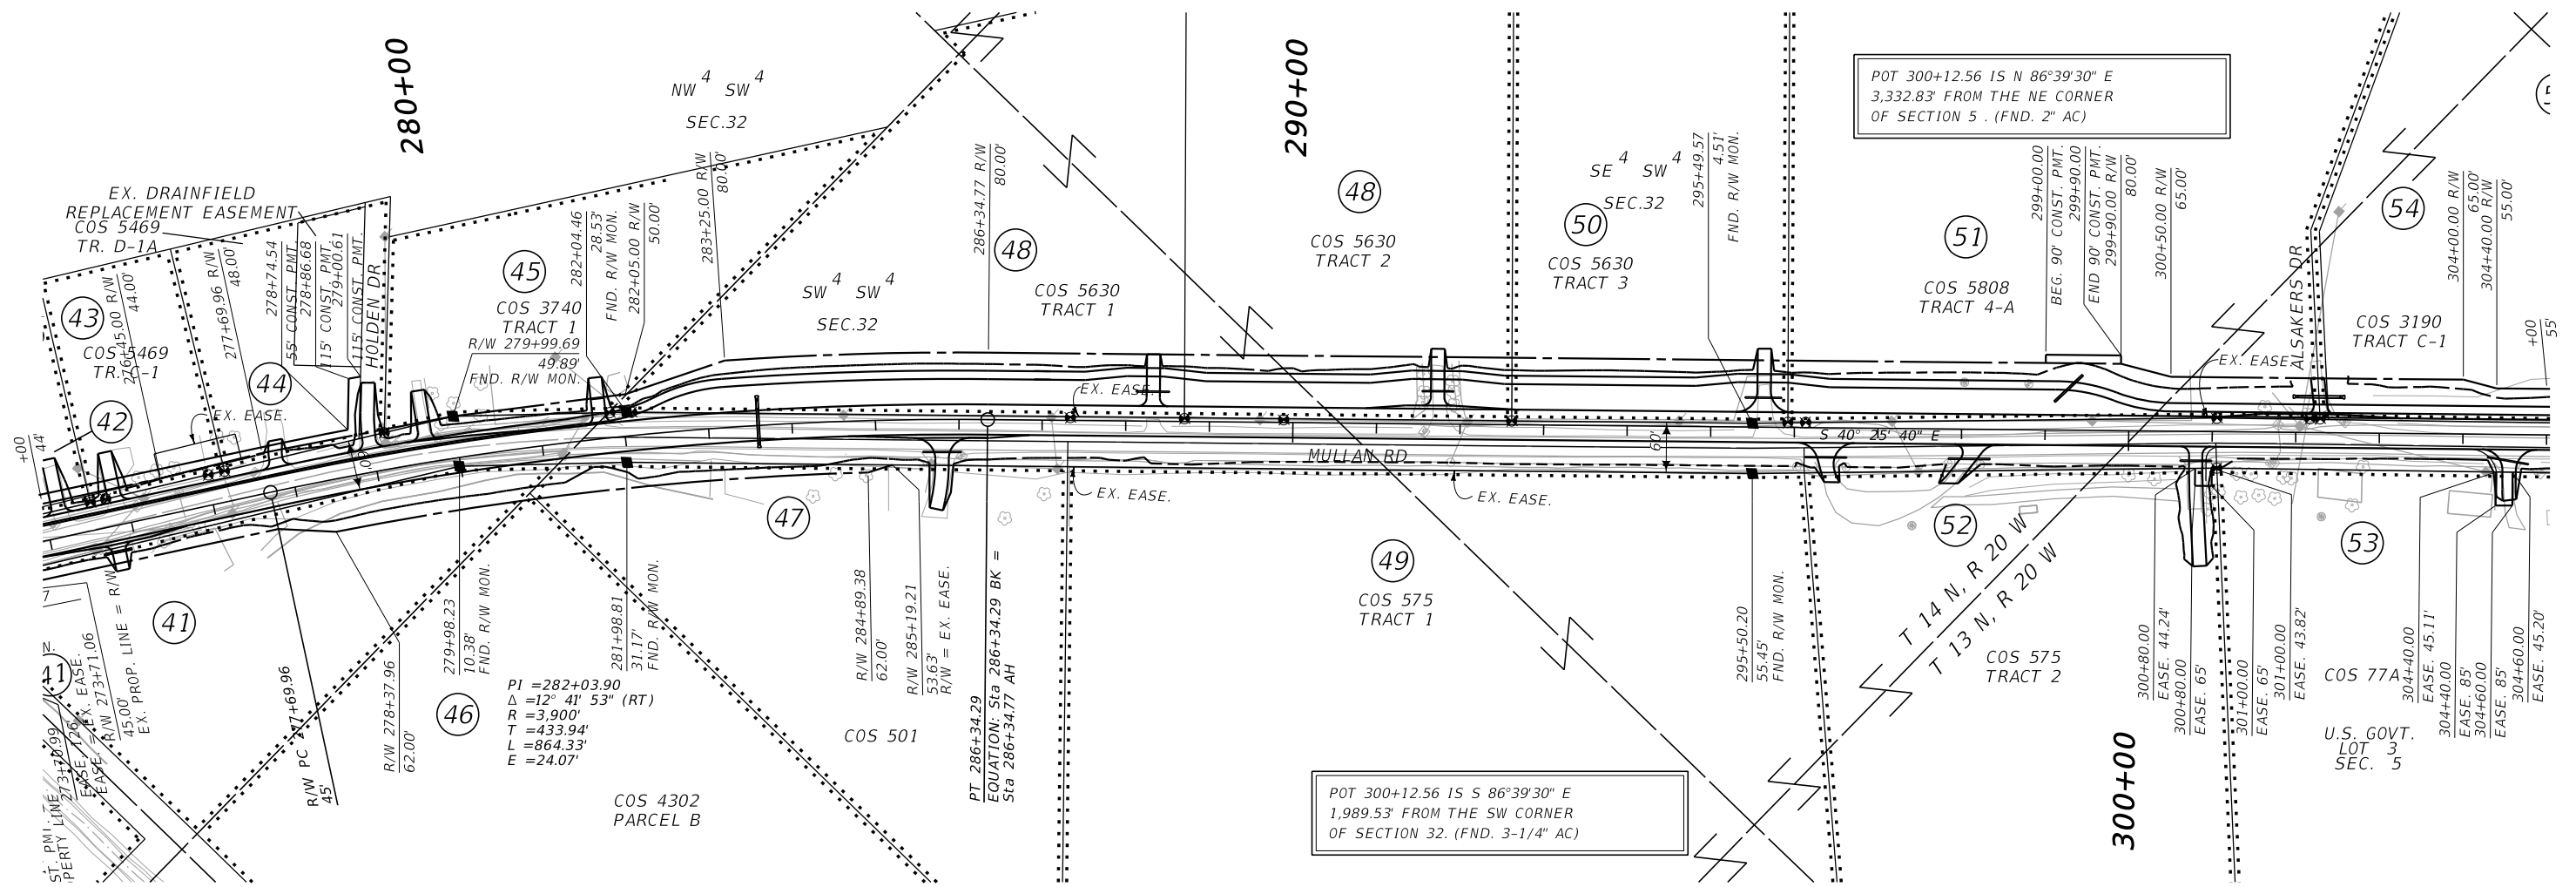 280+00
290+00
NW 4 SW 4
SEC.32
POT 300+12.56 IS N 86°39'30" E
3,332.83' FROM THE NE CORNER
OF SECTION 5 . (FND. 2" AC)
EX. DRAINFIELD
REPLACEMENT EASEMENT
COS 5469
TR. D-1A
43
COS 5469
TR. C-1
276+45.00 R/W
44.00'
277+69.96 R/W
48.00'
278+74.54
55' CONST. PMT.
278+86.68
115' CONST. PMT.
279+00.61
115' CONST. PMT.
HOLDEN DR
44
42
+00
44'
EX. EASE.
45
COS 3740
TRACT 1
R/W 279+99.69
49.89'
FND. R/W MON.
282+04.46
28.53'
FND. R/W MON.
282+05.00 R/W
50.00'
283+25.00 R/W
80.00'
SW 4 SW 4
SEC.32
286+34.77 R/W
80.00'
48
COS 5630
TRACT 1
48
COS 5630
TRACT 2
SE 4 SW 4
SEC.32
50
COS 5630
TRACT 3
295+49.57
4.51'
FND. R/W MON.
51
COS 5808
TRACT 4-A
299+00.00
BEG. 90' CONST. PMT.
299+90.00
END 90' CONST. PMT.
299+90.00 R/W
80.00'
300+50.00 R/W
65.00'
ALSAKERS DR
EX. EASE.
54
COS 3190
TRACT C-1
304+00.00 R/W
65.00'
304+40.00 R/W
55.00'
+00
55'
EX. EASE.
60'
S 40° 25' 40" E
MULLAN RD
EX. EASE.
EX. EASE.
41
41
7
EASE. 126'
EASE. = EX. EASE.
R/W 273+71.06
45.00'
EX. PROP. LINE = R/W
273+70.99
R/W PC 277+69.96
45'
R/W 278+37.96
62.00'
46
279+98.23
10.38'
FND. R/W MON.
281+98.81
31.17'
FND. R/W MON.
PI =282+03.90
Δ =12° 41' 53" (RT)
R =3,900'
T =433.94'
L =864.33'
E =24.07'
COS 4302
PARCEL B
47
R/W 284+89.38
62.00'
R/W 285+19.21
53.63'
R/W = EX. EASE.
COS 501
PT 286+34.29
EQUATION: Sta 286+34.29 BK =
Sta 286+34.77 AH
49
COS 575
TRACT 1
POT 300+12.56 IS S 86°39'30" E
1,989.53' FROM THE SW CORNER
OF SECTION 32. (FND. 3-1/4" AC)
295+50.20
55.45'
FND. R/W MON.
52
T 14 N, R 20 W
T 13 N, R 20 W
COS 575
TRACT 2
300+00
300+80.00
EASE. 44.24'
300+80.00
EASE. 65'
301+00.00
EASE. 65'
301+00.00
EASE. 43.82'
53
COS 77A
U.S. GOVT.
LOT 3
SEC. 5
304+40.00
EASE. 45.11'
304+40.00
EASE. 85'
304+60.00
EASE. 85'
304+60.00
EASE. 45.20'